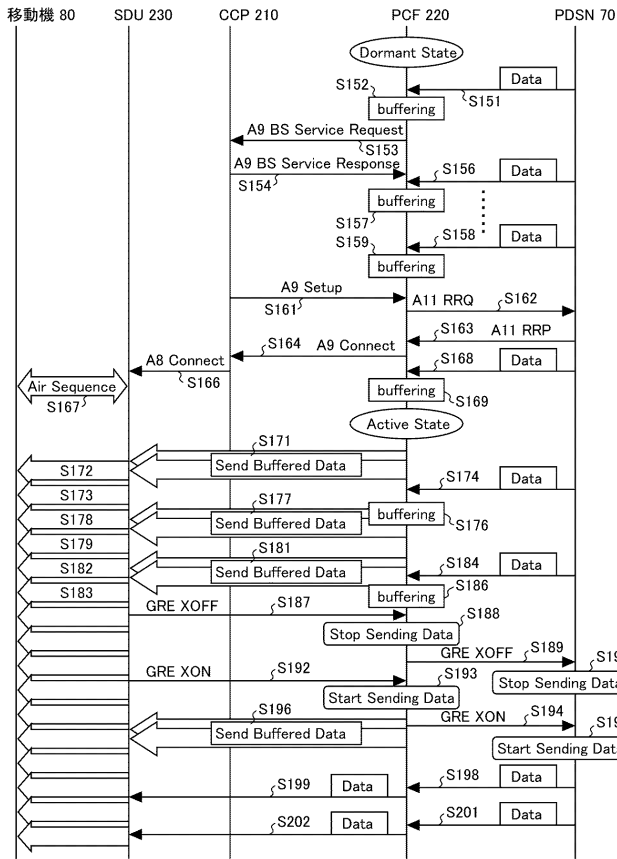 移動機 80 SDU 230 CCP 210 PCF 220 PDSN 70
Dormant State
S152 Data
S151
buffering
A9 BS Service Request
S153
A9 BS Service Response
S154 S156 Data
buffering
S157
S159 S158 Data
buffering
A9 Setup
S161 A11 RRQ S162
S163 A11 RRP
S164 A9 Connect
A8 Connect S168 Data
S166
Air Sequence
S167 buffering S169
Active State
S171
Send Buffered Data
S172
S174 Data
S173
S177
S178 Send Buffered Data buffering S176
S179
S181
S182 Send Buffered Data S184 Data
S183 buffering S186
GRE XOFF S187
S188
Stop Sending Data
GRE XOFF S189
GRE XON S192 S193 Stop Sending Data
Start Sending Data
S196 GRE XON S194
Send Buffered Data
Start Sending Data
S198 Data
S199 Data
S201 Data
S202 Data